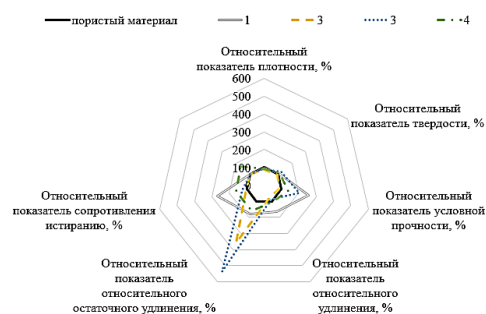 пористый материал 1 3 3 4
Относительный
показатель плотности, %
600
500
400
300
200
100
Относительный
показатель твердости, %
Относительный
показатель условной
прочности, %
Относительный
показатель
относительного
удлинения, %
Относительный
показатель
относительного
остаточного удлинения, %
Относительный
показатель сопротивления
истиранию, %